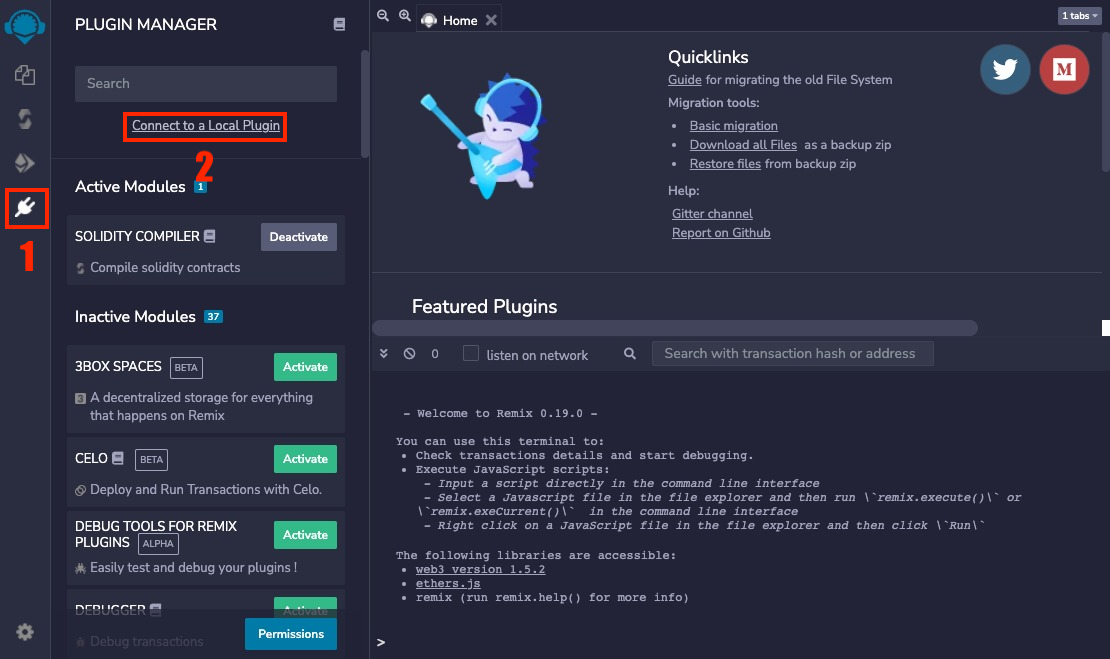 PLUGIN MANAGER
Search
Connect to a Local Plugin
2
Active Modules 1
1
SOLIDITY COMPILER
Deactivate
Compile solidity contracts
Inactive Modules 37
3BOX SPACES BETA
Activate
3 A decentralized storage for everything
that happens on Remix
CELO BETA
Activate
Deploy and Run Transactions with Celo.
DEBUG TOOLS FOR REMIX
PLUGINS ALPHA
Activate
Easily test and debug your plugins !
DEBUGGER
Activate
Debug transactions
Permissions
Home
1 tabs
Quicklinks
Guide for migrating the old File System
Migration tools:
• Basic migration
• Download all Files as a backup zip
• Restore files from backup zip
Help:
Gitter channel
Report on Github
M
Featured Plugins
0 listen on network Search with transaction hash or address
- Welcome to Remix 0.19.0 -
You can use this terminal to:
• Check transactions details and start debugging.
• Execute JavaScript scripts:
- Input a script directly in the command line interface
- Select a Javascript file in the file explorer and then run \`remix.execute()\` or
\`remix.exeCurrent()\` in the command line interface
- Right click on a JavaScript file in the file explorer and then click \`Run\`
The following libraries are accessible:
• web3 version 1.5.2
• ethers.js
• remix (run remix.help() for more info)
>